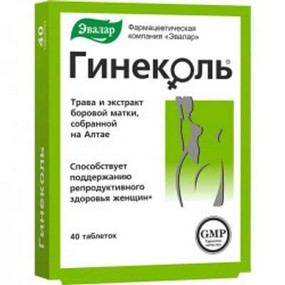 Эвалар
Фармацевтическая
компания «Эвалар»
Гинеколь®
Трава и экстракт
боровой матки,
собранной
на Алтае
Способствует
поддержанию
репродуктивного
здоровья женщин*
40 таблеток
GMP
Гинеколь
40 таблеток